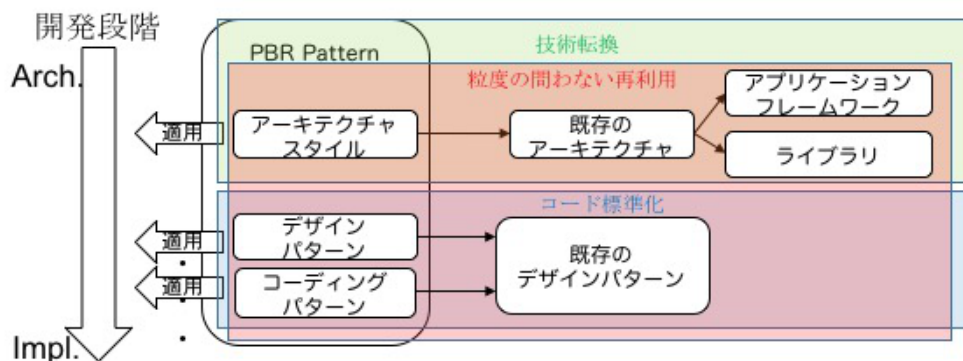 開発段階
PBR Pattern
技術転換
Arch.
粒度の問わない再利用
アプリケーション
フレームワーク
適用
アーキテクチャ
スタイル
既存の
アーキテクチャ
ライブラリ
コード標準化
適用
デザイン
パターン
既存の
デザインパターン
適用
コーディング
パターン
Impl.